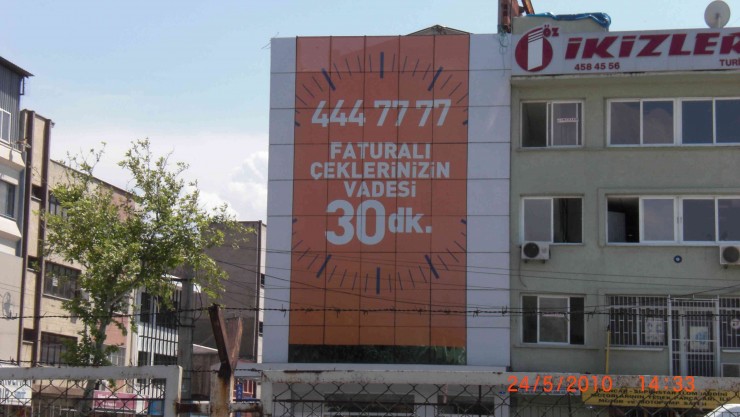 444 77 77
FATURALI
ÇEKLERİNİZİN
VADESİ
30 dk.
ÖZ
İKİZLER
458 45 56
TURİ
24/5/2010 14:33